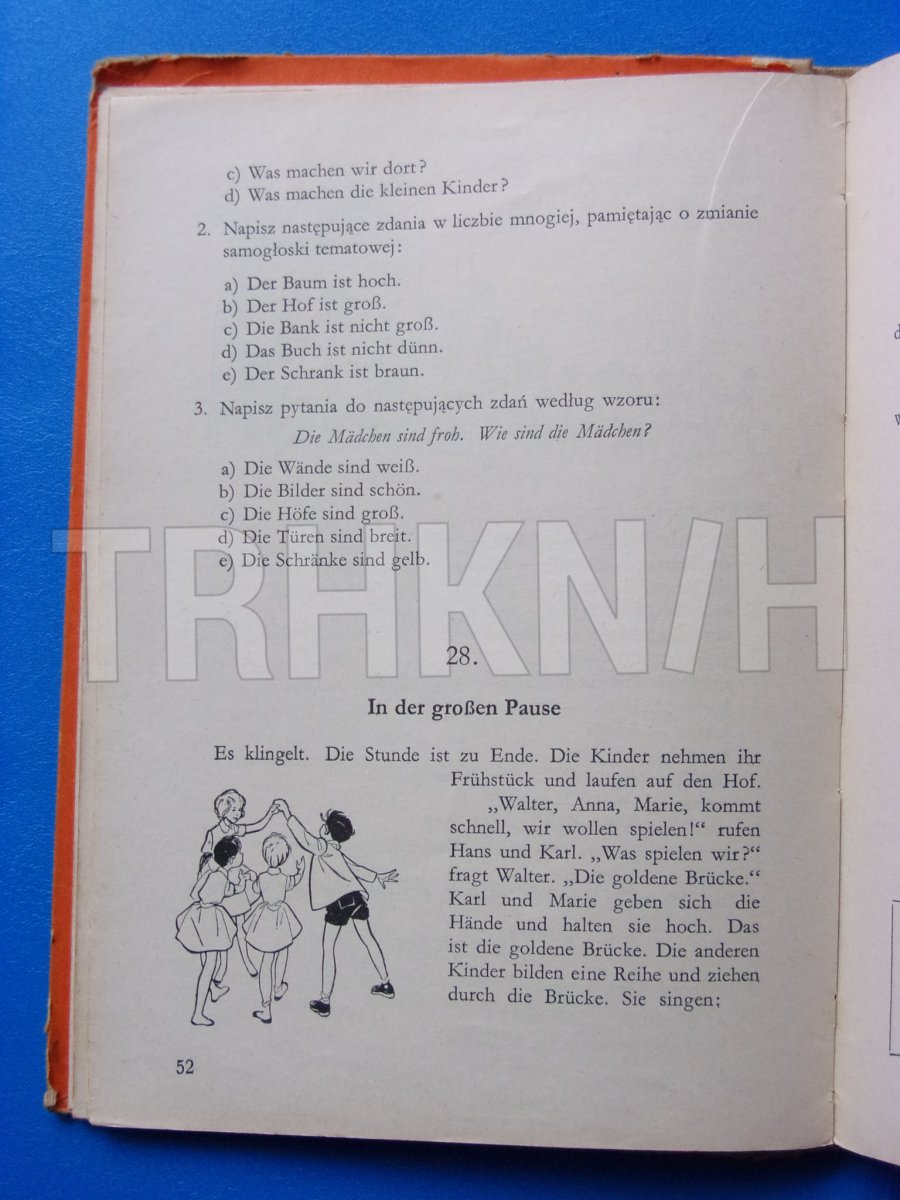 c) Was machen wir dort?
d) Was machen die kleinen Kinder?
2. Napisz następujące zdania w liczbie mnogiej, pamiętając o zmianie
samogłoski tematowej:
a) Der Baum ist hoch.
b) Der Hof ist groß.
c) Die Bank ist nicht groß.
d) Das Buch ist nicht dünn.
e) Der Schrank ist braun.
3. Napisz pytania do następujących zdań według wzoru:
Die Mädchen sind froh. Wie sind die Mädchen?
a) Die Wände sind weiß.
b) Die Bilder sind schön.
c) Die Höfe sind groß.
d) Die Türen sind breit.
e) Die Schränke sind gelb.
TRHKN/H
28.
In der großen Pause
Es klingelt. Die Stunde ist zu Ende. Die Kinder nehmen ihr
Frühstück und laufen auf den Hof.
„Walter, Anna, Marie, kommt
schnell, wir wollen spielen!“ rufen
Hans und Karl. „Was spielen wir?“
fragt Walter. „Die goldene Brücke.“
Karl und Marie geben sich die
Hände und halten sie hoch. Das
ist die goldene Brücke. Die anderen
Kinder bilden eine Reihe und ziehen
durch die Brücke. Sie singen:
52